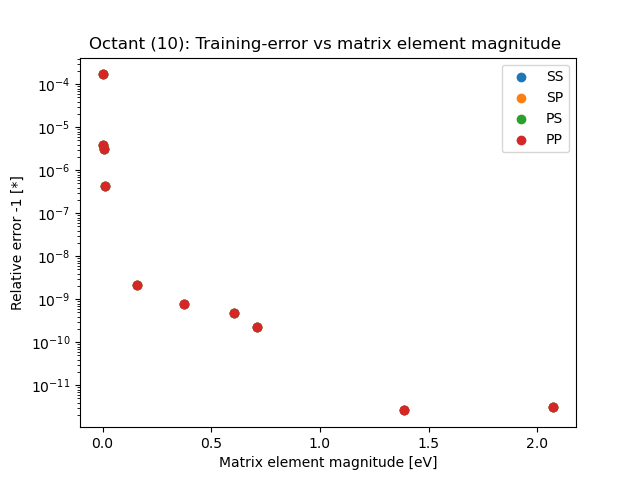 Octant (10): Training-error vs matrix element magnitude
SS
SP
PS
PP
Relative error -1 [*]
10⁻⁴
10⁻⁵
10⁻⁶
10⁻⁷
10⁻⁸
10⁻⁹
10⁻¹⁰
10⁻¹¹
0.0 0.5 1.0 1.5 2.0
Matrix element magnitude [eV]